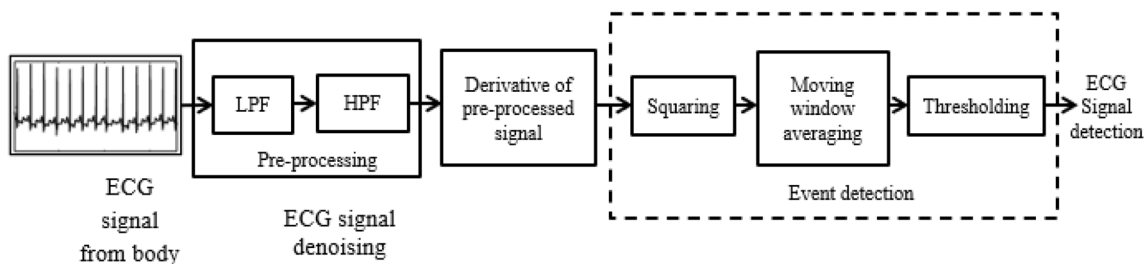 LPF
HPF
Pre-processing
Derivative of
pre-processed
signal
Squaring
Moving
window
averaging
Thresholding
Event detection
ECG
Signal
detection
ECG
signal
from body
ECG signal
denoising